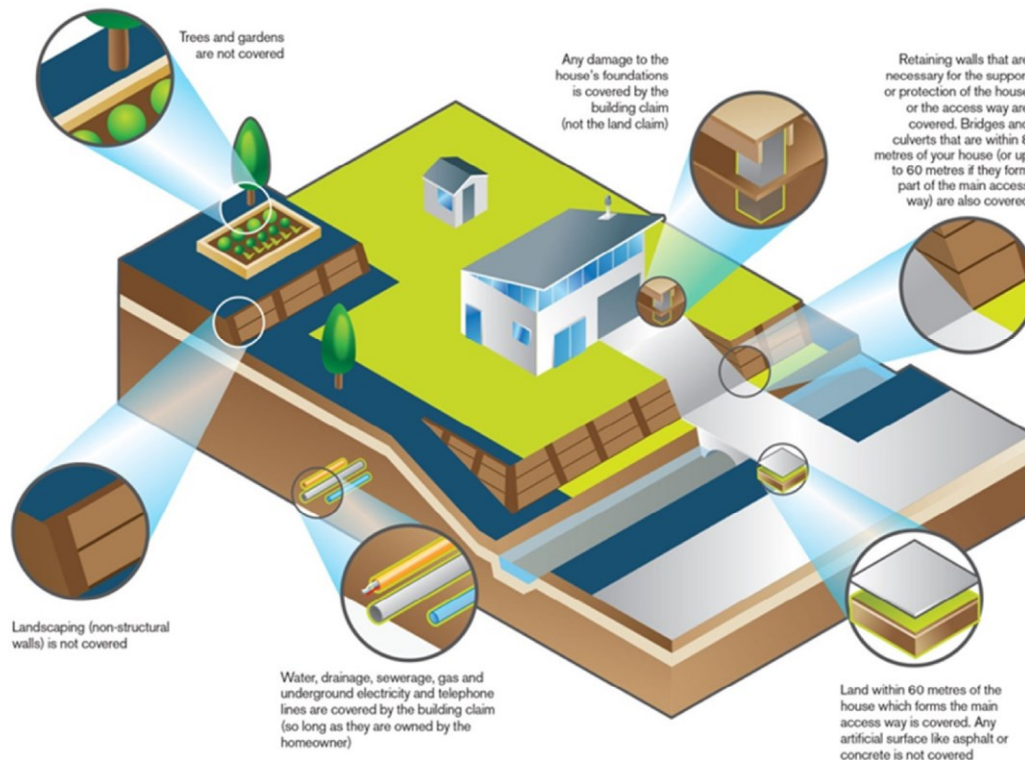 Trees and gardens
are not covered
Any damage to the
house's foundations
is covered by the
building claim
(not the land claim)
Retaining walls that are
necessary for the support
or protection of the house
or the access way are
covered. Bridges and
culverts that are within
metres of your house (or up
to 60 metres if they form
part of the main access
way) are also covered
Landscaping (non-structural
walls) is not covered
Water, drainage, sewerage, gas and
underground electricity and telephone
lines are covered by the building claim
(so long as they are owned by the
homeowner)
Land within 60 metres of the
house which forms the main
access way is covered. Any
artificial surface like asphalt or
concrete is not covered